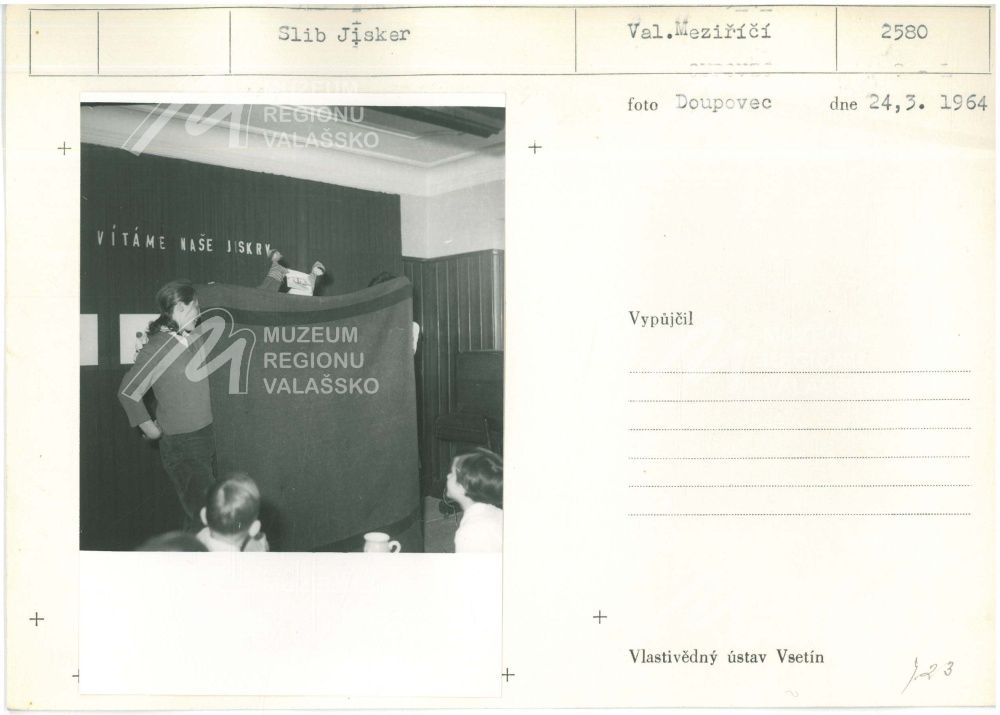 Slib Jisker
Val.Meziříčí
2580
foto Doupovec
dne 24,3. 1964
MUZEUM
REGIONU
VALAŠSKO
VÍTÁME NAŠE JISKRY
MUZEUM
REGIONU
VALAŠSKO
Vypůjčil
Vlastivědný ústav Vsetín